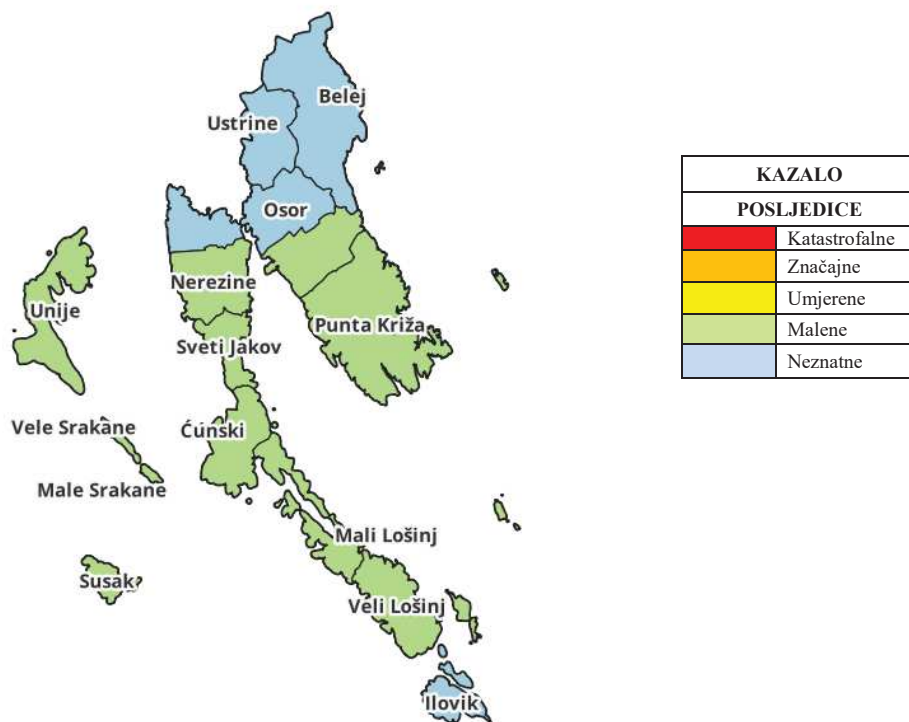 Belej
Ustrine
Osor
Nerezine
Unije
Punta Križa
Sveti Jakov
Vele Srakane
Ćunski
Male Srakane
Mali Lošinj
Susak
Veli Lošinj
Ilovik
KAZALO
POSLJEDICE
Katastrofalne
Značajne
Umjerene
Malene
Neznatne